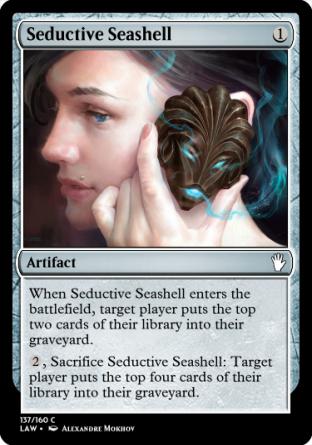 Seductive Seashell 1
Artifact
When Seductive Seashell enters the
battlefield, target player puts the top
two cards of their library into their
graveyard.
2, Sacrifice Seductive Seashell: Target
player puts the top four cards of their
library into their graveyard.
137/160 C
LAW • Alexandre Mokhov